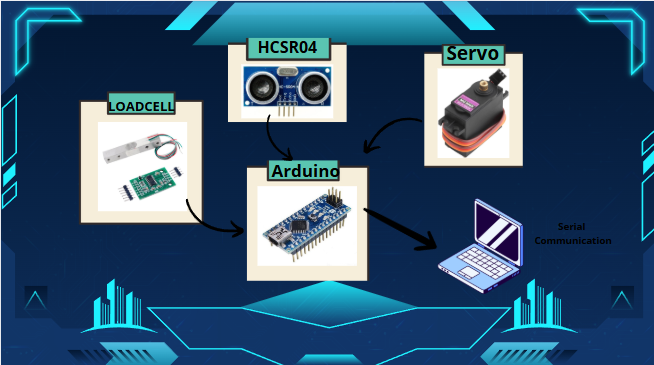 HCSR04
Servo
LOADCELL
Arduino
Serial
Communication